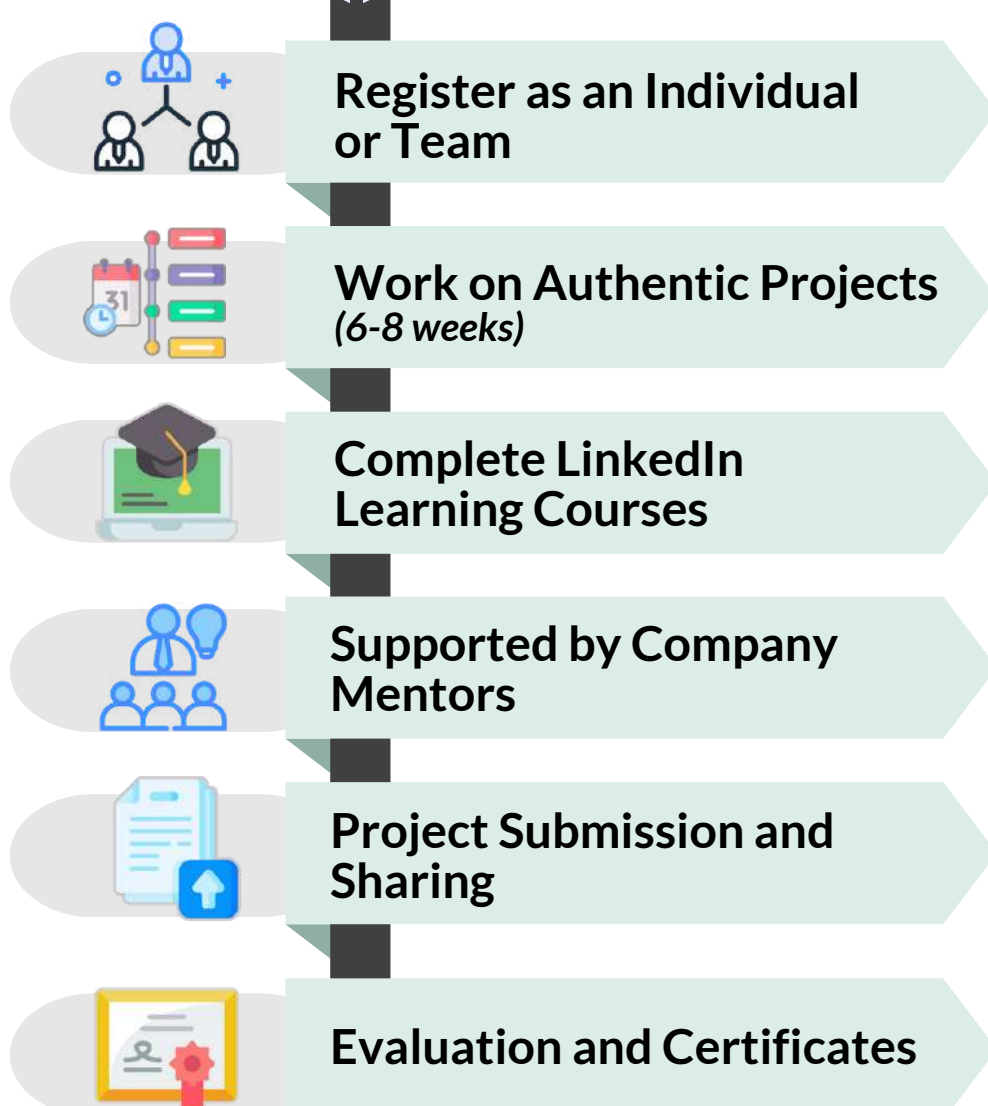 Register as an Individual
or Team
31
Work on Authentic Projects
(6-8 weeks)
Complete LinkedIn
Learning Courses
Supported by Company
Mentors
Project Submission and
Sharing
Evaluation and Certificates